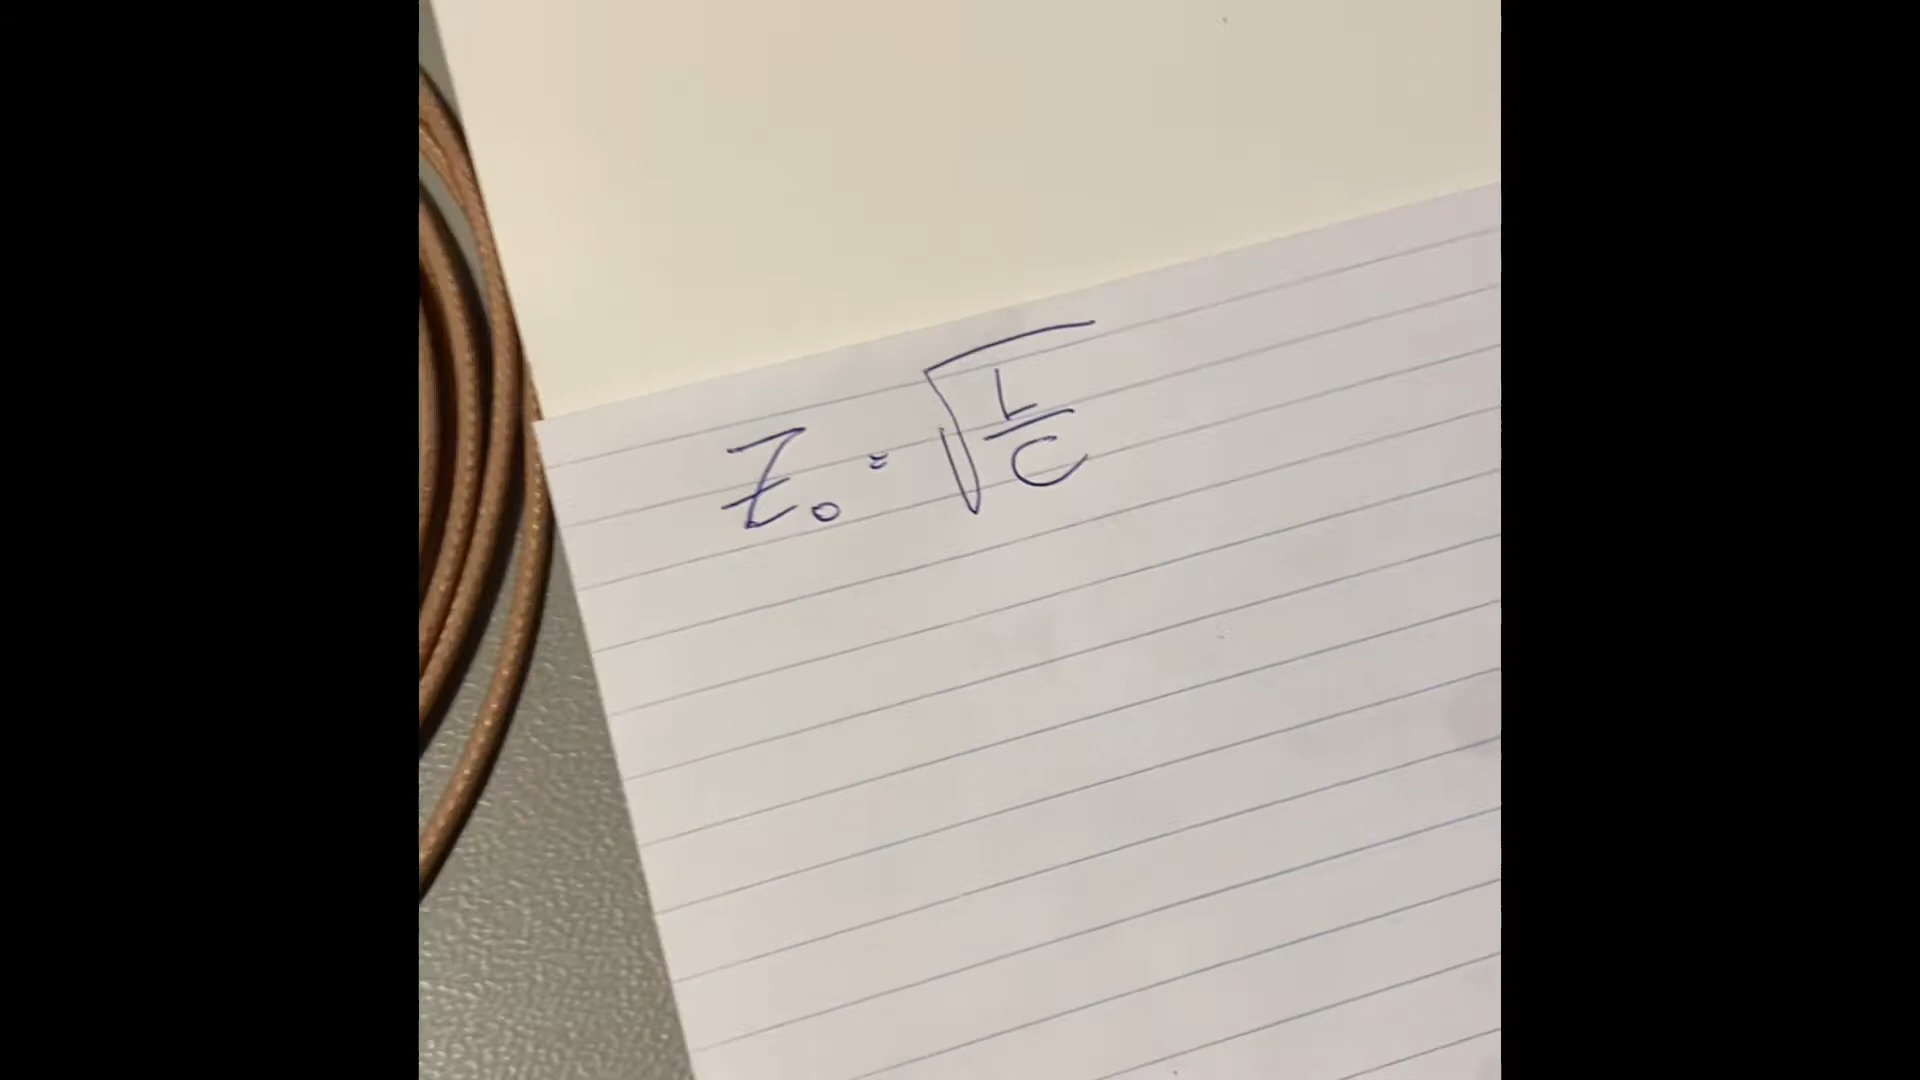 Z₀ = √(L/C)